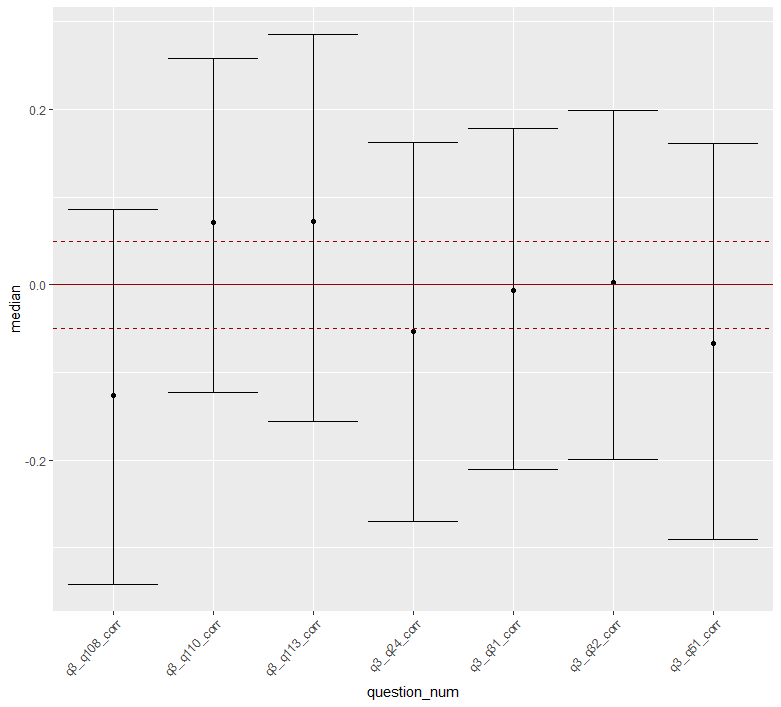 0.2
0.0
-0.2
median
q3_q108_corr
q3_q110_corr
q3_q113_corr
q3_q24_corr
q3_q31_corr
q3_q32_corr
q3_q51_corr
question_num